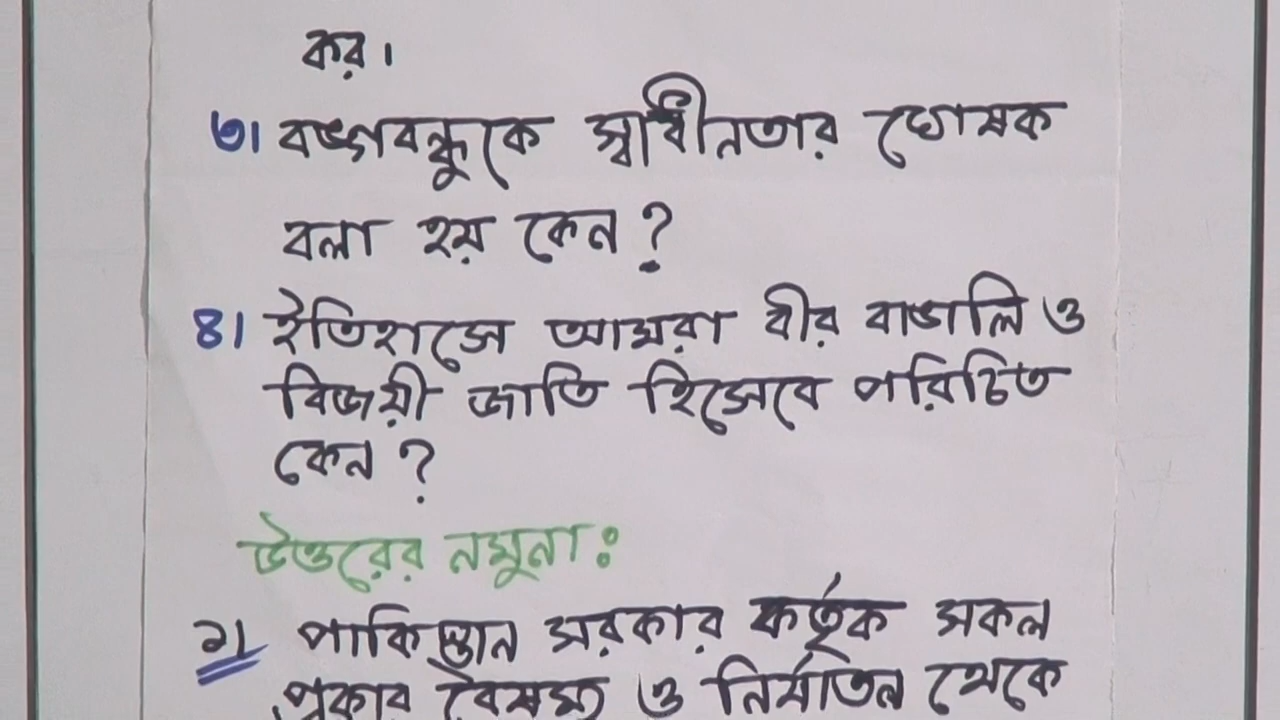 কর।
৩। বঙ্গবন্ধুকে স্বাধীনতার ঘোষক
বলা হয় কেন?
৪। ইতিহাসে আমরা বীর বাঙালি ও
বিজয়ী জাতি হিসেবে পরিচিত
কেন?
উত্তরের নমুনা:
১। পাকিস্তান সরকার কর্তৃক সকল
প্রকার বৈষম্য ও নির্যাতন থেকে